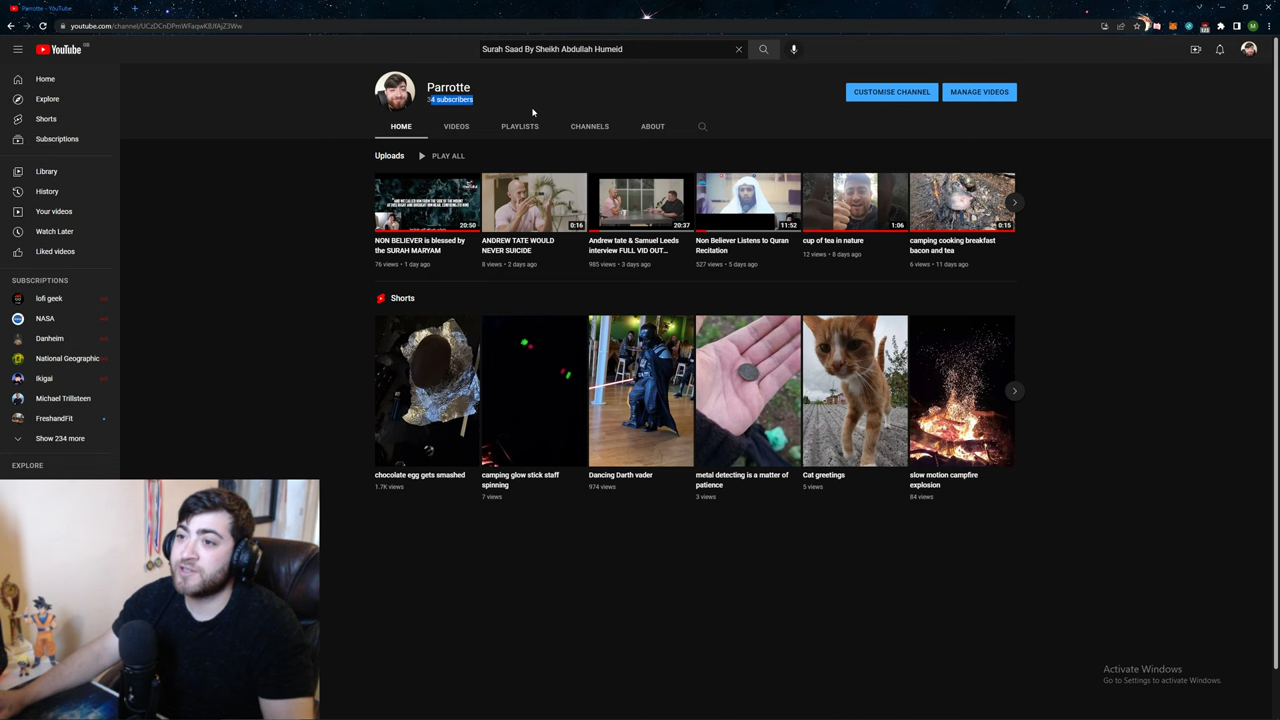 Parrotte - YouTube
youtube.com/channel/UCzDCnDPmWFaqwK8JfAjZ3Ww
YouTube GB
Surah Saad By Sheikh Abdullah Humeid
Home
Explore
Shorts
Subscriptions
Library
History
Your videos
Watch Later
Liked videos
SUBSCRIPTIONS
lofi geek
NASA
Danheim
National Geographic
Ikigai
Michael Trillsteen
FreshandFit
Show 234 more
EXPLORE
Parrotte
34 subscribers
CUSTOMISE CHANNEL
MANAGE VIDEOS
HOME VIDEOS PLAYLISTS CHANNELS ABOUT
Uploads PLAY ALL
20:50
NON BELIEVER is blessed by
the SURAH MARYAM
76 views • 1 day ago
0:16
ANDREW TATE WOULD
NEVER SUICIDE
8 views • 2 days ago
20:37
Andrew tate & Samuel Leeds
interview FULL VID OUT...
985 views • 3 days ago
11:52
Non Believer Listens to Quran
Recitation
527 views • 5 days ago
1:06
cup of tea in nature
12 views • 8 days ago
0:15
camping cooking breakfast
bacon and tea
6 views • 11 days ago
Shorts
chocolate egg gets smashed
1.7K views
camping glow stick staff
spinning
7 views
Dancing Darth vader
974 views
metal detecting is a matter of
patience
3 views
Cat greetings
5 views
slow motion campfire
explosion
84 views
Activate Windows
Go to Settings to activate Windows.